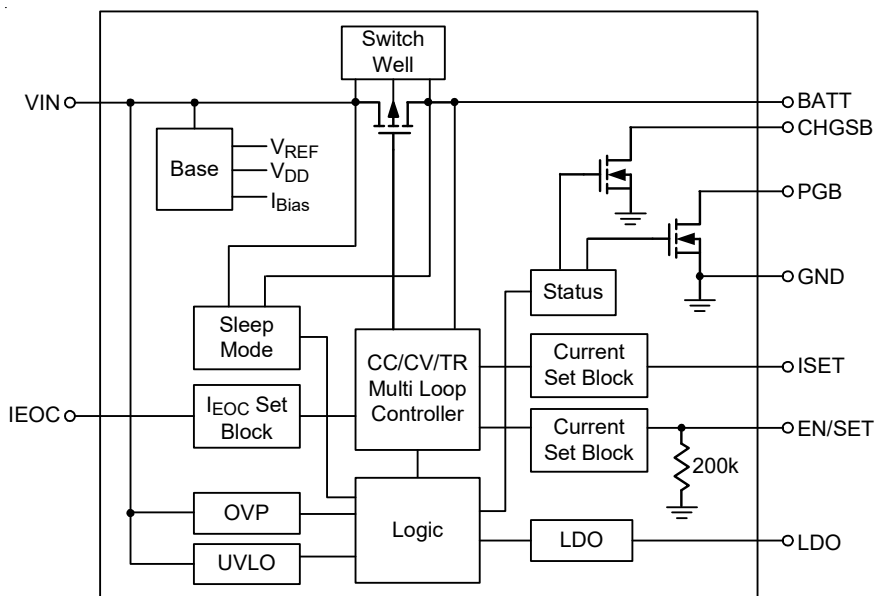 Switch
Well
VIN
BATT
CHGSB
Base
VREF
VDD
IBias
PGB
GND
Status
Sleep
Mode
CC/CV/TR
Multi Loop
Controller
Current
Set Block
ISET
IEOC
IEOC Set
Block
Current
Set Block
EN/SET
200k
OVP
Logic
LDO
LDO
UVLO